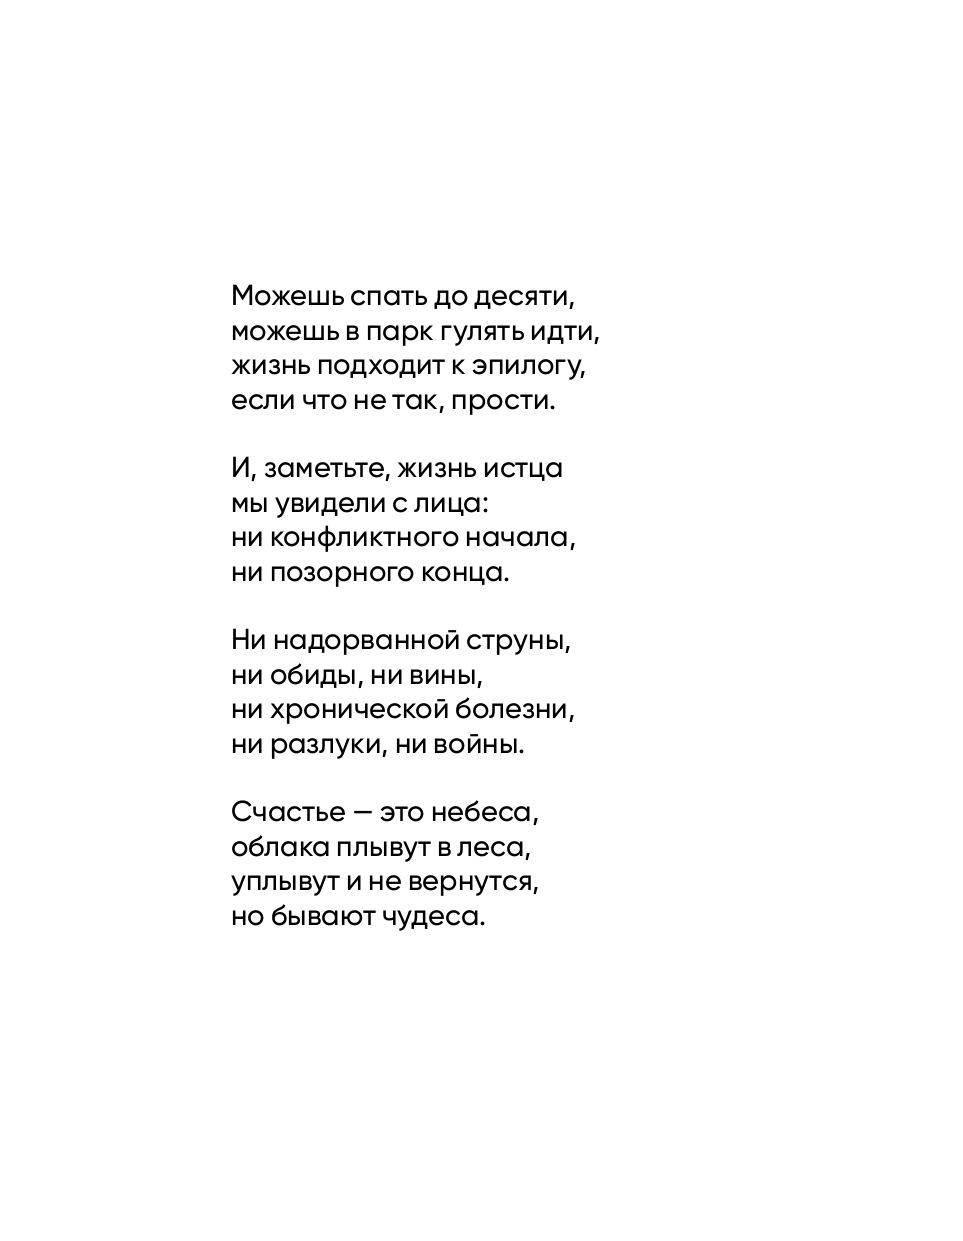 Можешь спать до десяти,
можешь в парк гулять идти,
жизнь подходит к эпилогу,
если что не так, прости.

И, заметьте, жизнь истца
мы увидели с лица:
ни конфликтного начала,
ни позорного конца.

Ни надорванной струны,
ни обиды, ни вины,
ни хронической болезни,
ни разлуки, ни войны.

Счастье — это небеса,
облака плывут в леса,
уплывут и не вернутся,
но бывают чудеса.